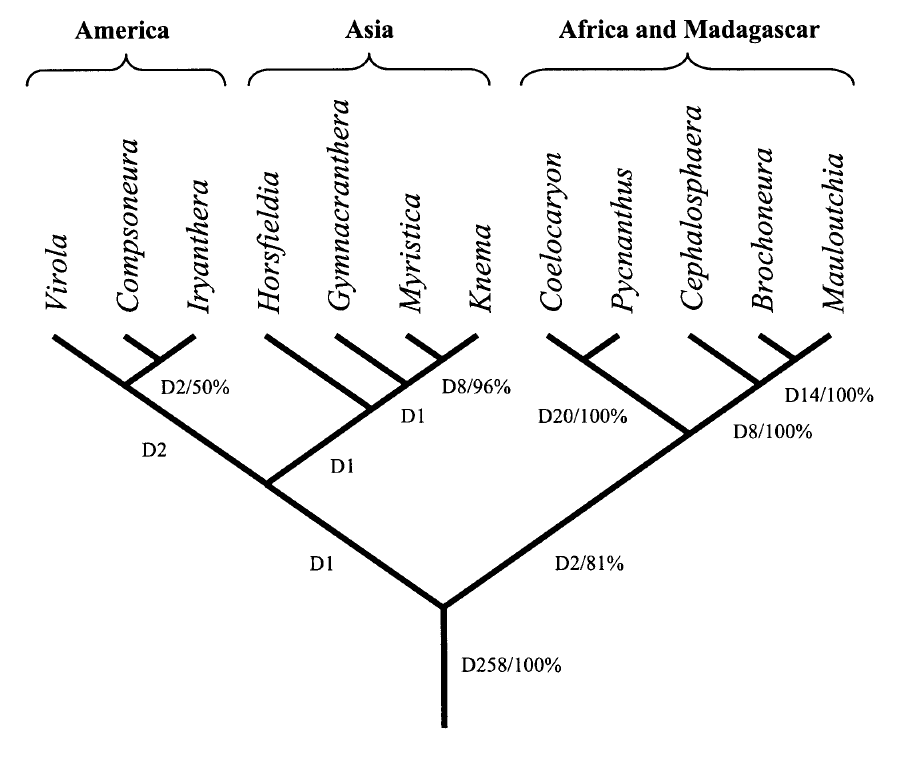 America Asia Africa and Madagascar
Virola
Compsoneura
Iryanthera
Horsfieldia
Gymnacranthera
Myristica
Knema
Coelocaryon
Pycnanthus
Cephalosphaera
Brochoneura
Mauloutchia
D2/50% D8/96% D14/100%
D1 D20/100% D8/100%
D2 D1
D1 D2/81%
D258/100%